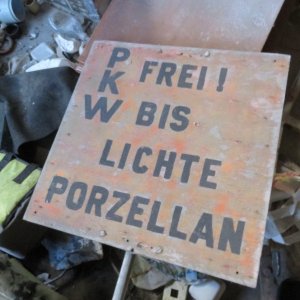 PKW FREI!
BIS
LICHTE
PORZELLAN